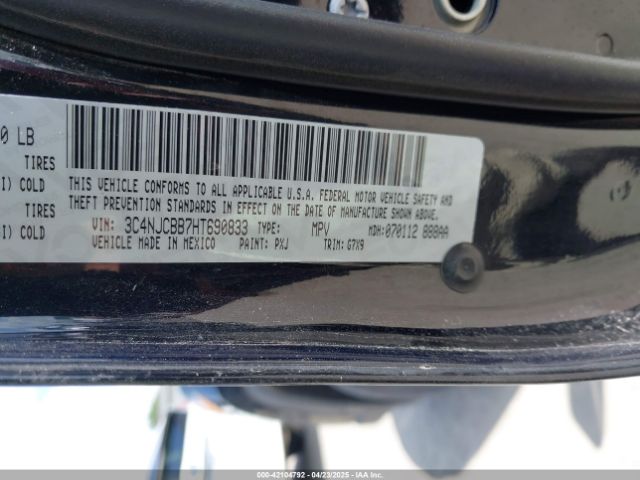 0 LB
TIRES
I) COLD
TIRES
I) COLD
THIS VEHICLE CONFORMS TO ALL APPLICABLE U.S.A. FEDERAL MOTOR VEHICLE SAFETY AND
THEFT PREVENTION STANDARDS IN EFFECT ON THE DATE OF MANUFACTURE SHOWN ABOVE.
VIN: 3C4NJCBB7HT690833 TYPE: MPV MDH:070112 888AA
VEHICLE MADE IN MEXICO PAINT: PXJ TRIM: G7X9
000-42104792 - 04/23/2025 - IAA Inc.